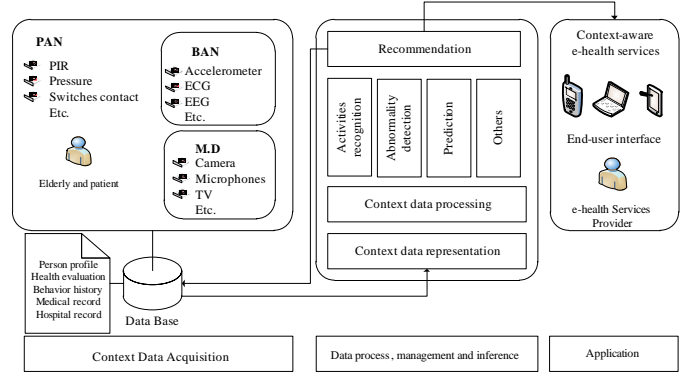 PAN
PIR
Pressure
Switches contact
Etc.
Elderly and patient
BAN
Accelerometer
ECG
EEG
Etc.
M.D
Camera
Microphones
TV
Etc.
Person profile
Health evaluation
Behavior history
Medical record
Hospital record
Data Base
Context Data Acquisition
Recommendation
Activities
recognition
Abnormality
detection
Prediction
Others
Context data processing
Context data representation
Data process , management and inference
Context-aware
e-health services
End-user interface
e-health Services
Provider
Application